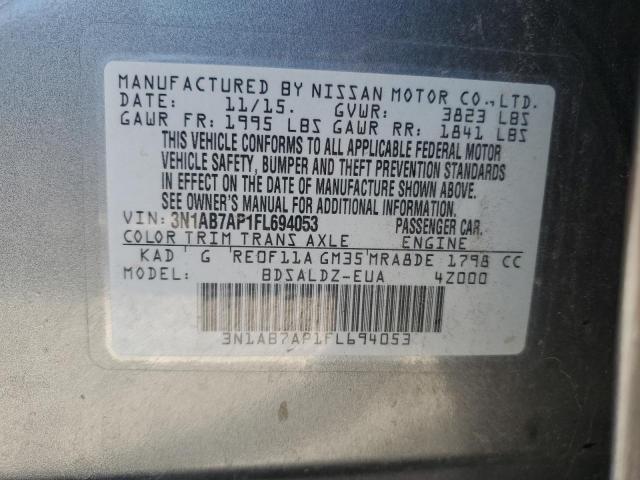 MANUFACTURED BY NISSAN MOTOR CO., LTD.
DATE: 11/15. GVWR: 3823 LBS
GAWR FR: 1995 LBS GAWR RR: 1841 LBS
THIS VEHICLE CONFORMS TO ALL APPLICABLE FEDERAL MOTOR
VEHICLE SAFETY, BUMPER AND THEFT PREVENTION STANDARDS
IN EFFECT ON THE DATE OF MANUFACTURE SHOWN ABOVE.
SEE OWNER'S MANUAL FOR ADDITIONAL INFORMATION.
VIN: 3N1AB7AP1FL694053 PASSENGER CAR.
COLOR TRIM TRANS AXLE ENGINE
KAD G RE0F11A GM35 MRA8DE 1798 CC
MODEL: BDSALDZ-EUA 4Z000
3N1AB7AP1FL694053